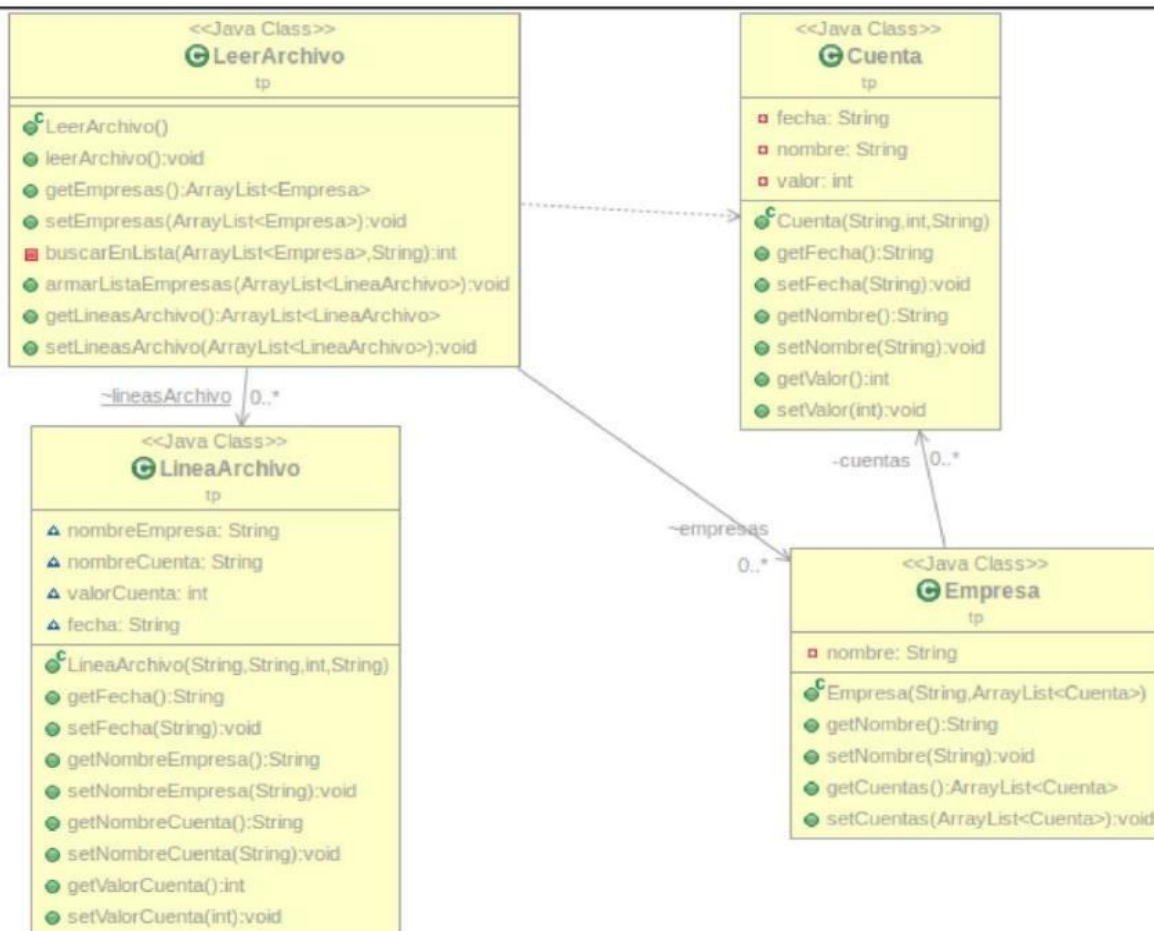 <<Java Class>>
LeerArchivo
tp
LeerArchivo()
leerArchivo():void
getEmpresas():ArrayList<Empresa>
setEmpresas(ArrayList<Empresa>):void
buscarEnLista(ArrayList<Empresa>,String):int
armarListaEmpresas(ArrayList<LineaArchivo>):void
getLineasArchivo():ArrayList<LineaArchivo>
setLineasArchivo(ArrayList<LineaArchivo>):void
<<Java Class>>
Cuenta
tp
fecha: String
nombre: String
valor: int
Cuenta(String,int,String)
getFecha():String
setFecha(String):void
getNombre():String
setNombre(String):void
getValor():int
setValor(int):void
~lineasArchivo 0..*
<<Java Class>>
LineaArchivo
tp
nombreEmpresa: String
nombreCuenta: String
valorCuenta: int
fecha: String
LineaArchivo(String,String,int,String)
getFecha():String
setFecha(String):void
getNombreEmpresa():String
setNombreEmpresa(String):void
getNombreCuenta():String
setNombreCuenta(String):void
getValorCuenta():int
setValorCuenta(int):void
-cuentas 0..*
~empresas
0..*
<<Java Class>>
Empresa
tp
nombre: String
Empresa(String,ArrayList<Cuenta>)
getNombre():String
setNombre(String):void
getCuentas():ArrayList<Cuenta>
setCuentas(ArrayList<Cuenta>):void